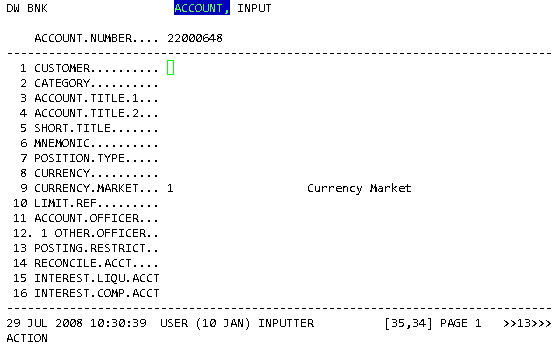 DW BNK ACCOUNT, INPUT
ACCOUNT.NUMBER.... 22000648
1 CUSTOMER..........
2 CATEGORY..........
3 ACCOUNT.TITLE.1...
4 ACCOUNT.TITLE.2...
5 SHORT.TITLE.......
6 MNEMONIC..........
7 POSITION.TYPE.....
8 CURRENCY..........
9 CURRENCY.MARKET... 1 Currency Market
10 LIMIT.REF.........
11 ACCOUNT.OFFICER...
12. 1 OTHER.OFFICER..
13 POSTING.RESTRICT..
14 RECONCILE.ACCT....
15 INTEREST.LIQU.ACCT
16 INTEREST.COMP.ACCT
29 JUL 2008 10:30:39 USER (10 JAN) INPUTTER [35,34] PAGE 1 >>13>>>
ACTION